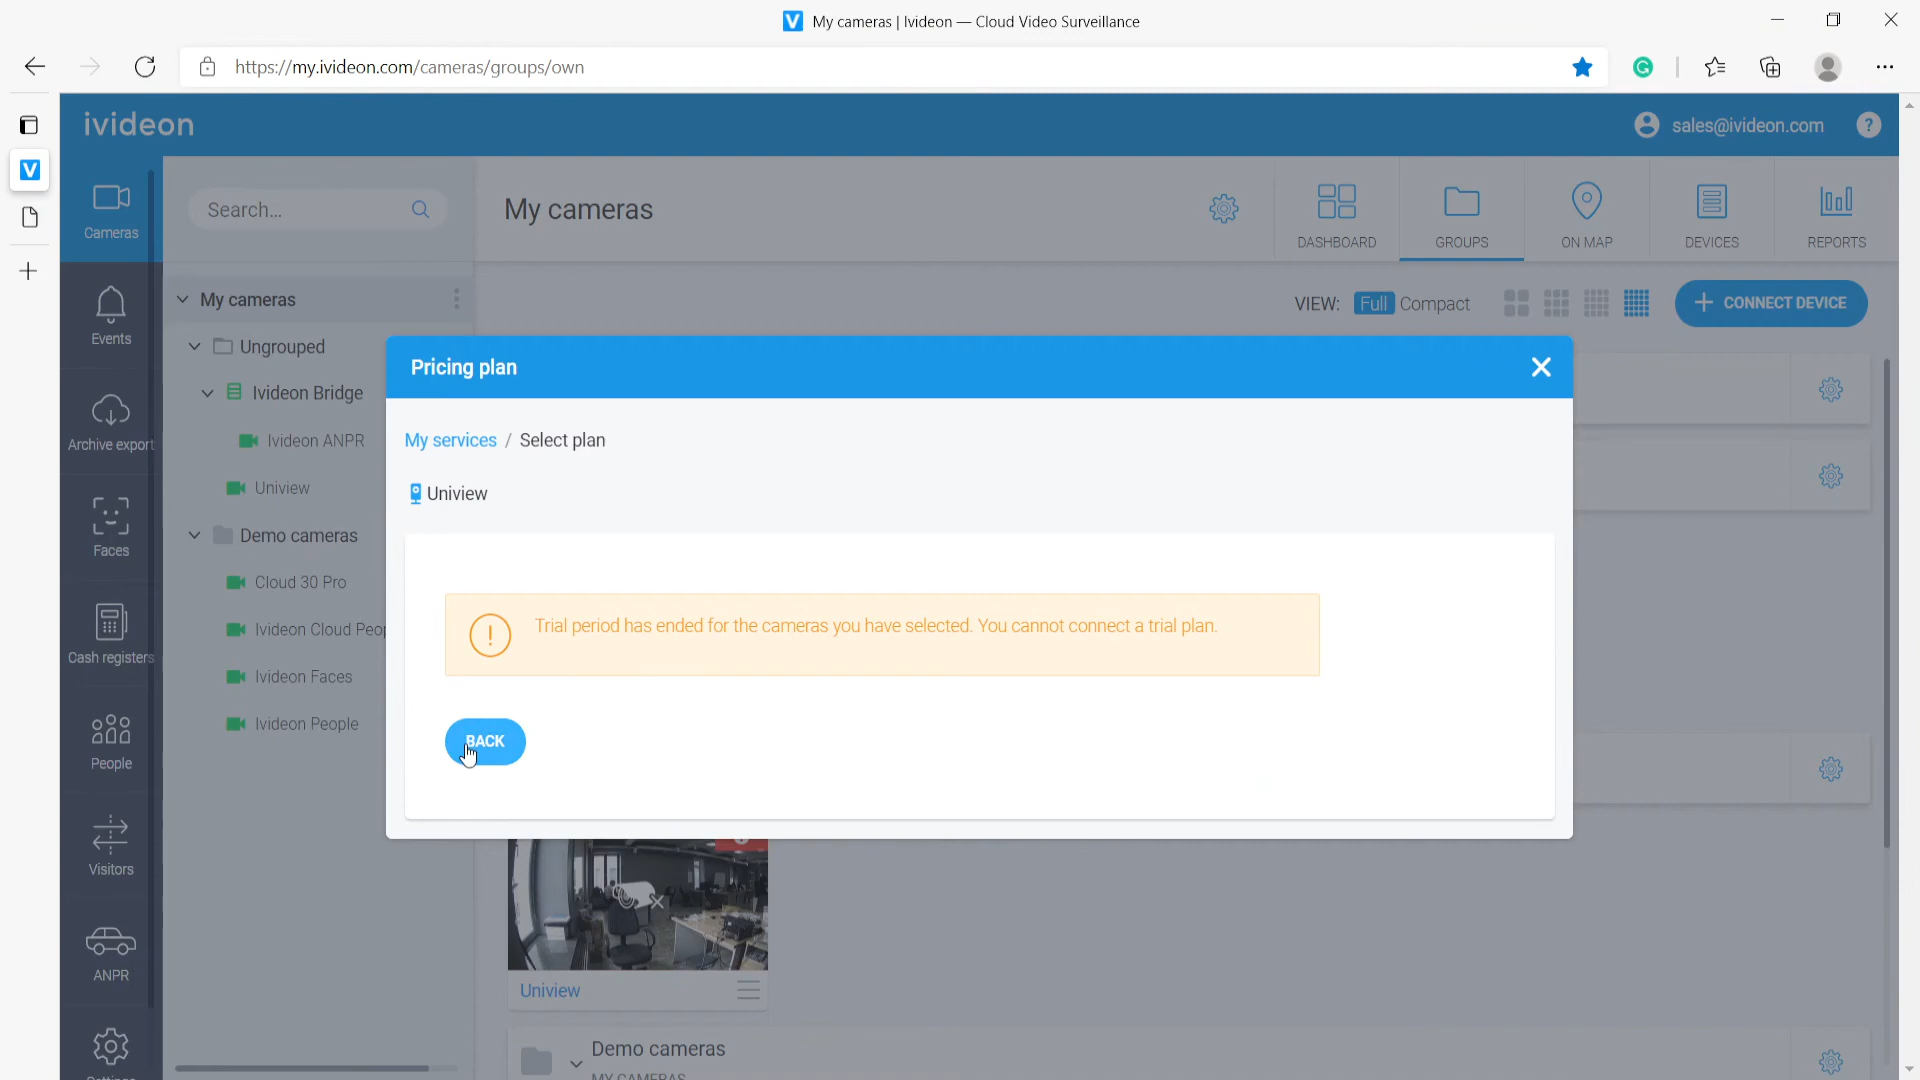 My cameras | Ivideon — Cloud Video Surveillance
https://my.ivideon.com/cameras/groups/own
ivideon
sales@ivideon.com
?
Cameras
Events
Archive export
Faces
Cash registers
People
Visitors
ANPR
Search...
My cameras
Ungrouped
Ivideon Bridge
Ivideon ANPR
Uniview
Demo cameras
Cloud 30 Pro
Ivideon Cloud
Ivideon Faces
Ivideon People
My cameras
DASHBOARD
GROUPS
ON MAP
DEVICES
REPORTS
VIEW: Full Compact
+ CONNECT DEVICE
Pricing plan
My services / Select plan
Uniview
Trial period has ended for the cameras you have selected. You cannot connect a trial plan.
BACK
Uniview
Demo cameras
MY CAMERAS